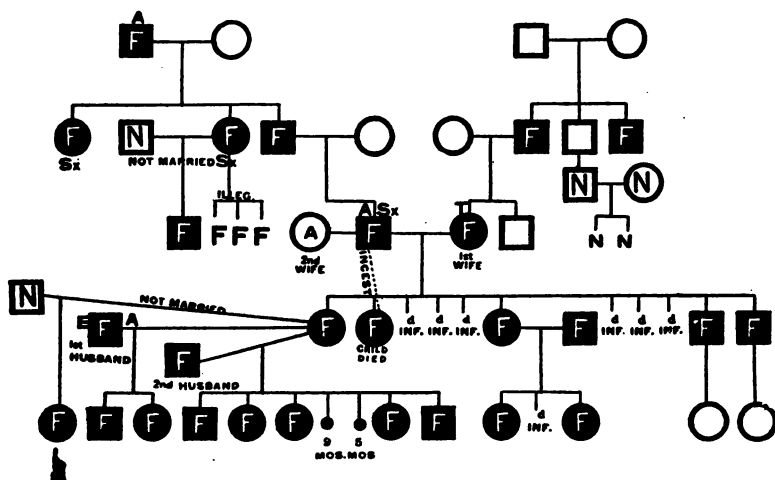 A
F
F N F F F F
Sx NOT MARRIED Sx
N N
ILLEG.
A Sx
F F F F A F F N N
2nd WIFE
1st WIFE
INCEST
N
NOT MARRIED
E F A F F d d d F F d d d F F
INF. INF. INF. INF. INF. INF.
1st HUSBAND
CHILD DIED
F
2nd HUSBAND
F F F F F F F F F d F
INF.
9 5
MOS. MOS